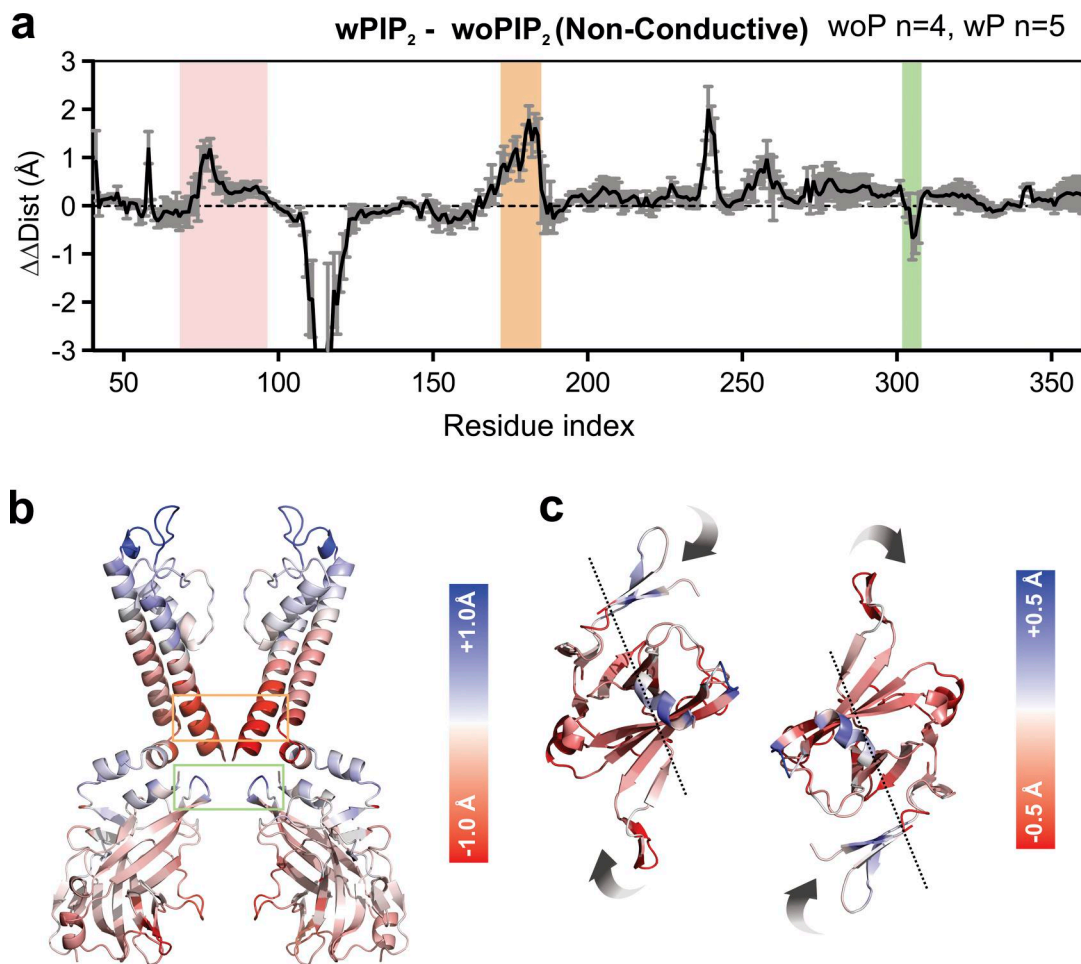 a
wPIP₂ - woPIP₂ (Non-Conductive) woP n=4, wP n=5
ΔΔDist (Å)
3
2
1
0
-1
-2
-3
50 100 150 200 250 300 350
Residue index
b
+1.0Å
-1.0 Å
c
+0.5 Å
-0.5 Å